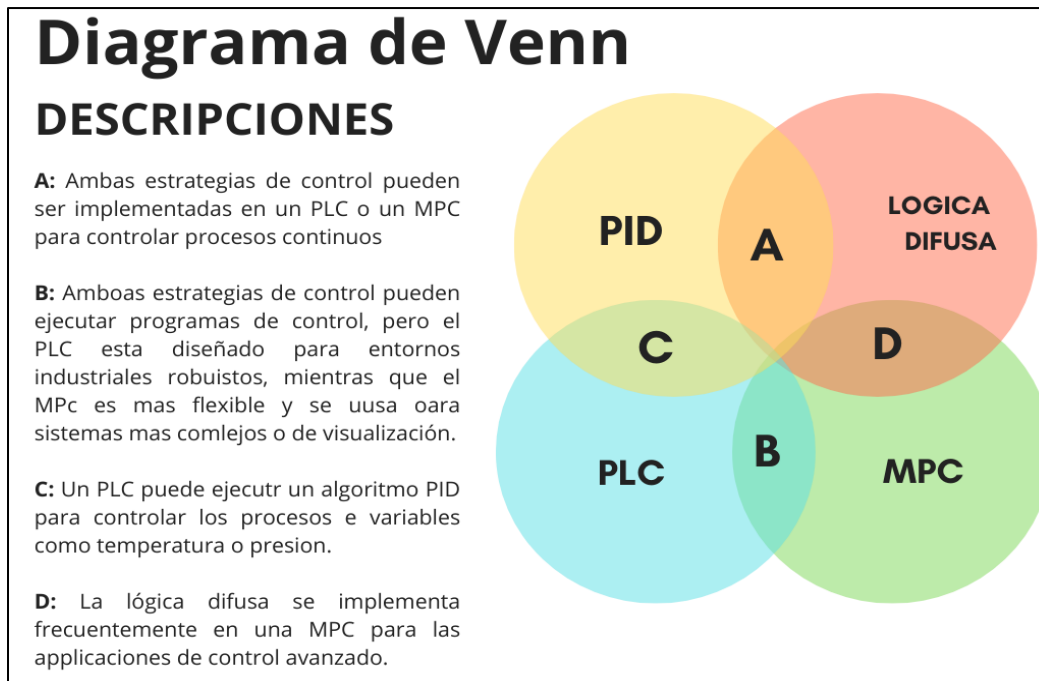 Diagrama de Venn
DESCRIPCIONES
A: Ambas estrategias de control pueden
ser implementadas en un PLC o un MPC
para controlar procesos continuos
B: Amboas estrategias de control pueden
ejecutar programas de control, pero el
PLC esta diseñado para entornos
industriales robuistos, mientras que el
MPc es mas flexible y se uusa oara
sistemas mas comlejos o de visualización.
C: Un PLC puede ejecutr un algoritmo PID
para controlar los procesos e variables
como temperatura o presion.
D: La lógica difusa se implementa
frecuentemente en una MPC para las
applicaciones de control avanzado.
PID
A
LOGICA
DIFUSA
C
D
PLC
B
MPC